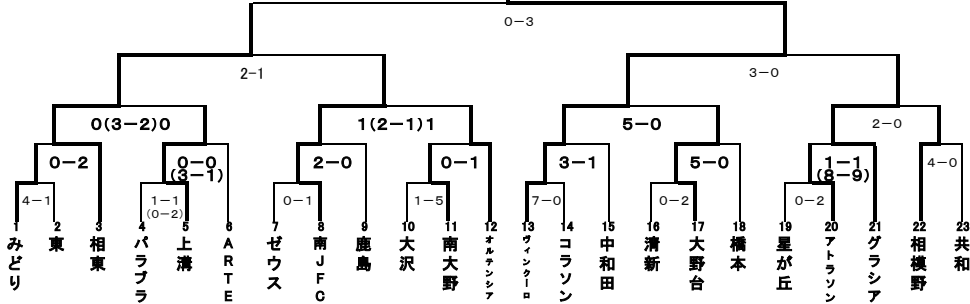 0－3
2-1
3－0
0(3－2)0
1(2－1)1
5－0
2－0
0－2
0－0
(3－1)
2－0
0－1
3－1
5－0
1－1
(8－9)
4－0
4－1
1－1
(0－2)
0－1
1－5
7－0
0－2
0－2
1 みどり
2 東
3 相東
4 パラブラ
5 上溝
6 ARTE
7 ゼウス
8 南JFC
9 鹿島
10 大沢
11 南大野
12 オルテンシア
13 ヴィンクーロ
14 コラソン
15 中和田
16 清新
17 大野台
18 橋本
19 星が丘
20 アトラソン
21 グラシア
22 相模野
23 共和